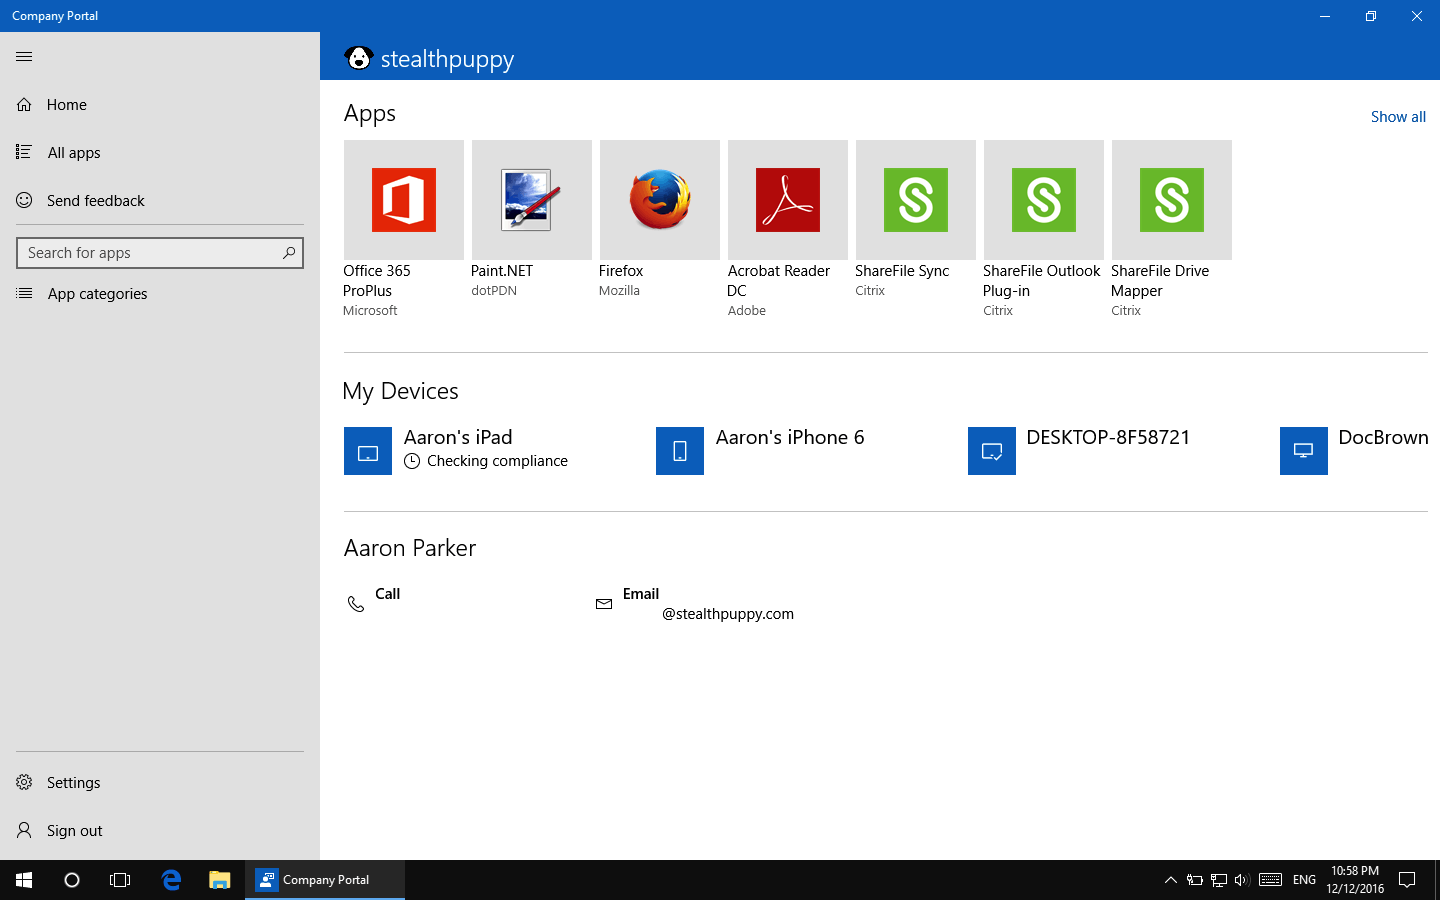 Company Portal
stealthpuppy
Home
All apps
Send feedback
Search for apps
App categories
Settings
Sign out
Apps
Show all
Office 365
ProPlus
Microsoft
Paint.NET
dotPDN
Firefox
Mozilla
Acrobat Reader
DC
Adobe
ShareFile Sync
Citrix
ShareFile Outlook
Plug-in
Citrix
ShareFile Drive
Mapper
Citrix
My Devices
Aaron's iPad
Checking compliance
Aaron's iPhone 6
DESKTOP-8F58721
DocBrown
Aaron Parker
Call
Email
@stealthpuppy.com
Company Portal
ENG
10:58 PM
12/12/2016